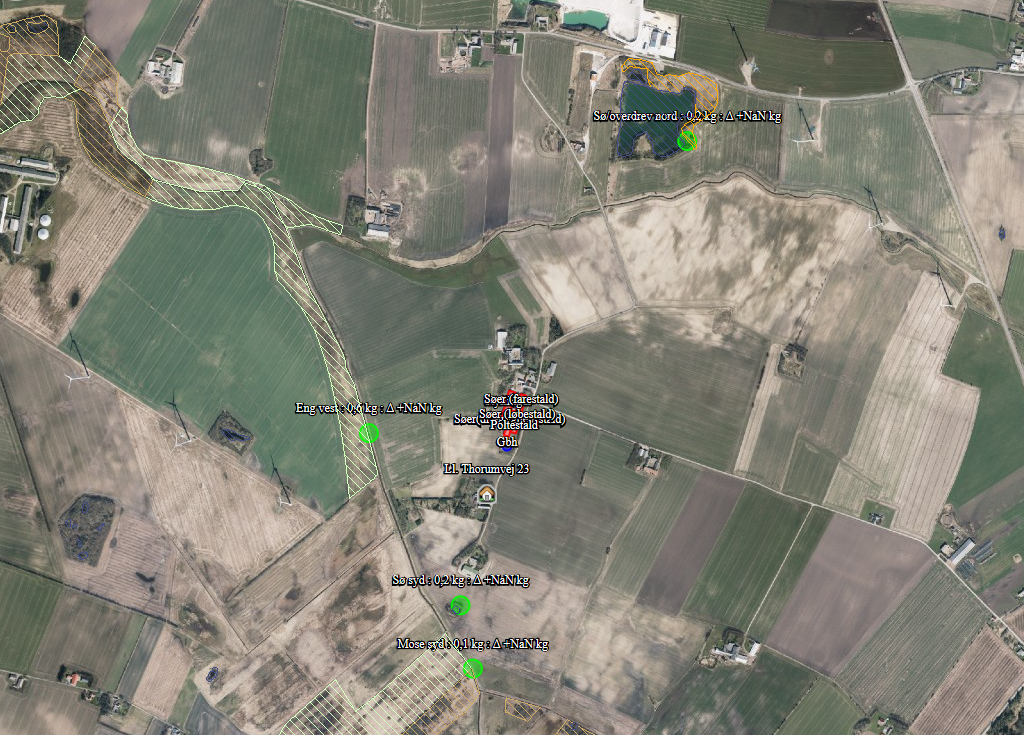 Sø/overdrev nord : 0,2 kg : Δ +NaN kg
Søer (farestald)
Eng vest : 0,6 kg : Δ +NaN kg
Søer (løbestald)
Poltestald
Gbh
Ll. Thorumvej 23
Sø syd : 0,2 kg : Δ +NaN kg
Mose syd : 0,1 kg : Δ +NaN kg